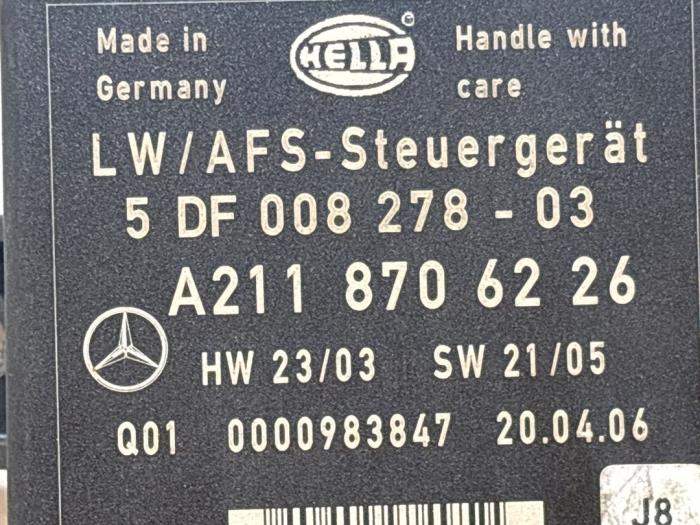 Made in
Germany
HELLA
Handle with
care
LW/AFS-Steuergerät
5 DF 008 278 - 03
A211 870 62 26
HW 23/03 SW 21/05
Q01 0000983847 20.04.06
J8